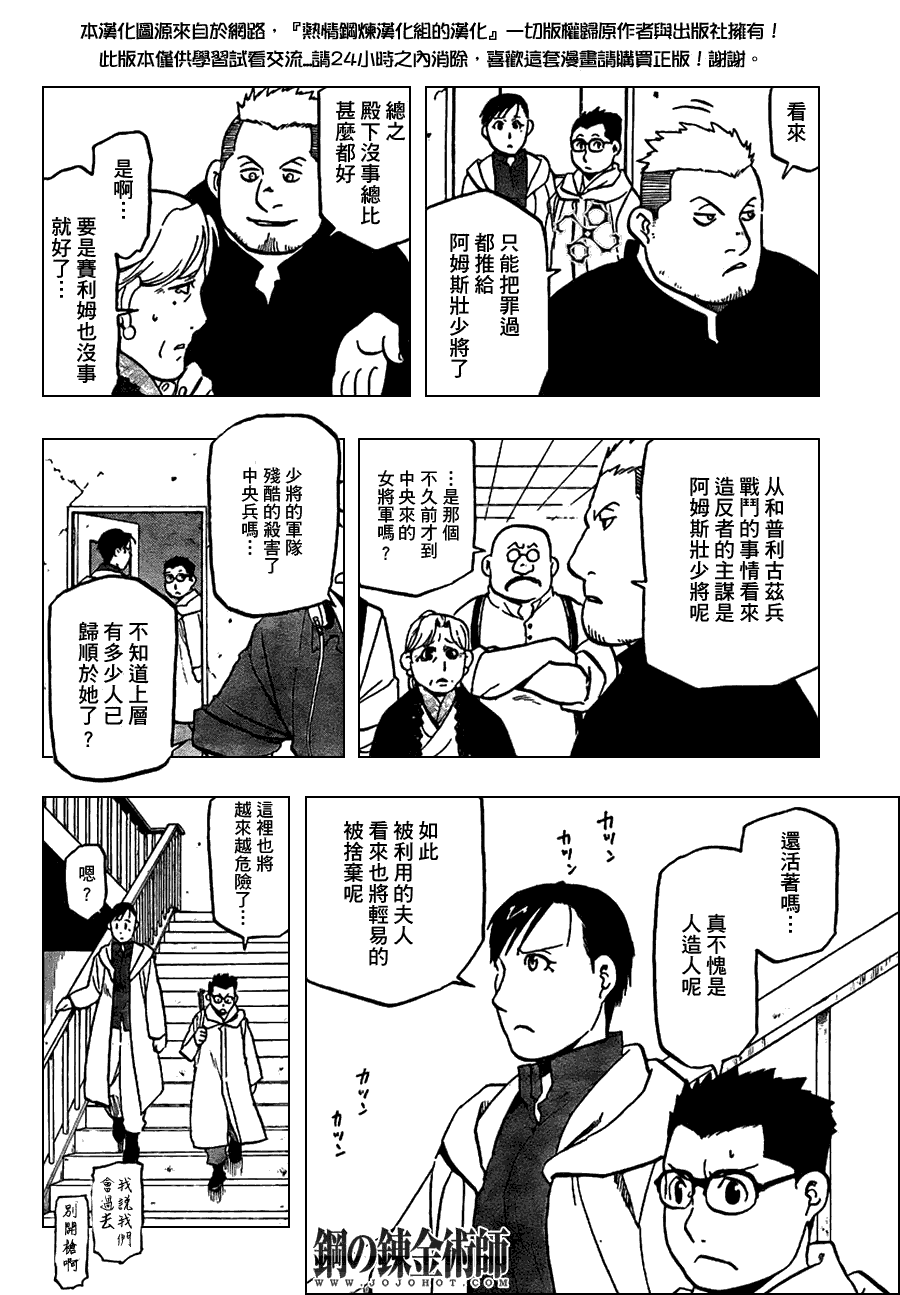 本漢化圖源來自於網路，『熱情鋼煉漢化組的漢化』一切版權歸原作者與出版社擁有！
此版本僅供學習試看交流…請24小時之內消除，喜歡這套漫畫請購買正版！謝謝。
看來
只能把罪過
都推給
阿姆斯壯少將了
總之
殿下沒事總比
甚麼都好
是啊…
要是賽利姆也沒事
就好了…
从和普利古茲兵
戰鬥的事情看來
造反者的主謀是
阿姆斯壯少將呢
…是那個
不久前才到
中央來的
女將軍嗎？
少將的軍隊
殘酷的殺害了
中央兵嗎…
不知道上層
有多少人已
歸順於她了？
還活著嗎…
真不愧是
人造人呢
如此
被利用的夫人
看來也將輕易的
被捨棄呢
カツン
カツン
カツン
カツン
這裡也將
越來越危險了…
嗯？
我說我們
會過去
別開槍啊
鋼の錬金術師
WWW.JOJOHOT.COM